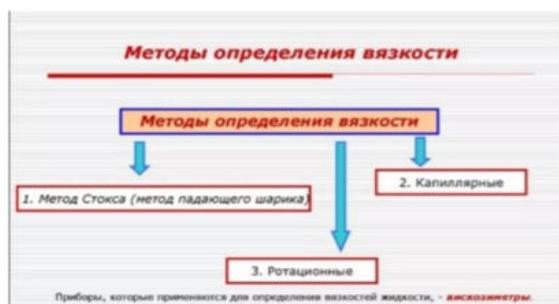 Методы определения вязкости
Методы определения вязкости
1. Метод Стокса (метод падающего шарика)
2. Капиллярные
3. Ротационные
Приборы, которые применяются для определения вязкостей жидкости, - вискозиметры.